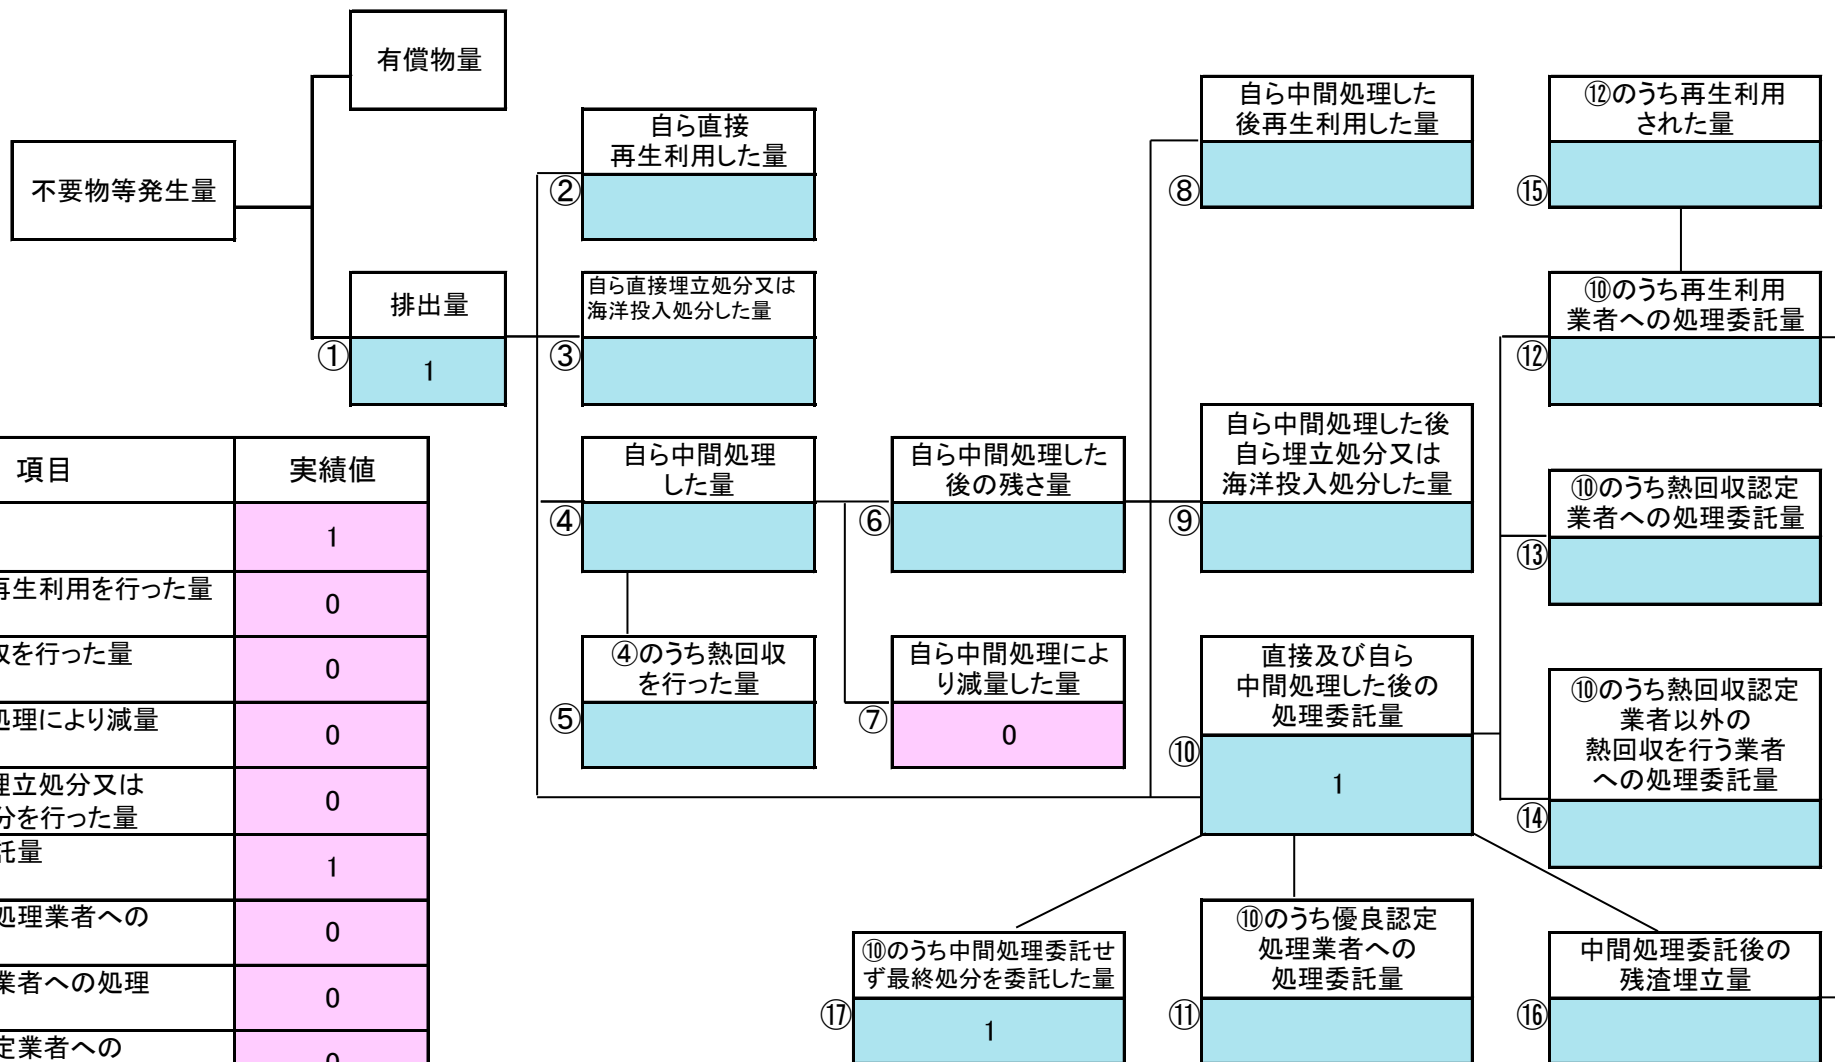 有償物量
不要物等発生量
排出量
①
1
自ら直接
再生利用した量
②
自ら直接埋立処分又は
海洋投入処分した量
③
自ら中間処理
した量
④
④のうち熱回収
を行った量
⑤
自ら中間処理した
後の残さ量
⑥
自ら中間処理によ
り減量した量
⑦
0
自ら中間処理した
後再生利用した量
⑧
自ら中間処理した後
自ら埋立処分又は
海洋投入処分した量
⑨
直接及び自ら
中間処理した後の
処理委託量
⑩
1
⑫のうち再生利用
された量
⑮
⑩のうち再生利用
業者への処理委託量
⑫
⑩のうち熱回収認定
業者への処理委託量
⑬
⑩のうち熱回収認定
業者以外の
熱回収を行う業者
への処理委託量
⑭
⑩のうち中間処理委託せ
ず最終処分を委託した量
⑰
1
⑩のうち優良認定
処理業者への
処理委託量
⑪
中間処理委託後の
残渣埋立量
⑯
項目 実績値
1
再生利用を行った量
0
を行った量
0
処理により減量
0
埋立処分又は
分を行った量
0
託量
1
処理業者への
0
業者への処理
0
定業者への
0